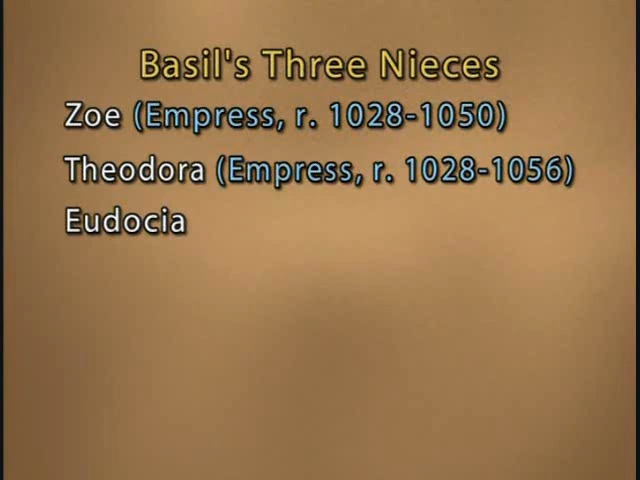 Basil's Three Nieces
Zoe (Empress, r. 1028-1050)
Theodora (Empress, r. 1028-1056)
Eudocia